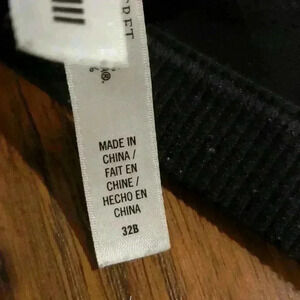 MADE IN
CHINA /
FAIT EN
CHINE /
HECHO EN
CHINA
32B